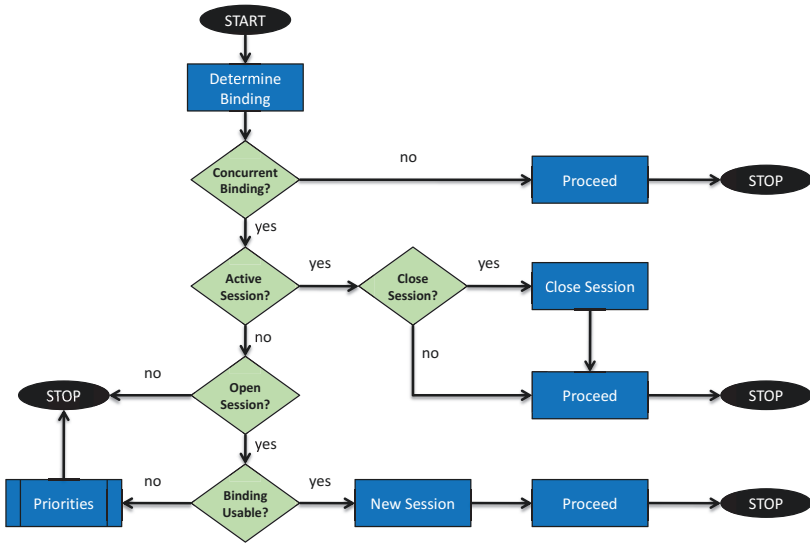 START
Determine
Binding
Concurrent
Binding?
no
Proceed
STOP
yes
Active
Session?
yes
Close
Session?
yes
Close Session
no
no
no
STOP
Open
Session?
Proceed
STOP
yes
Priorities
no
Binding
Usable?
yes
New Session
Proceed
STOP